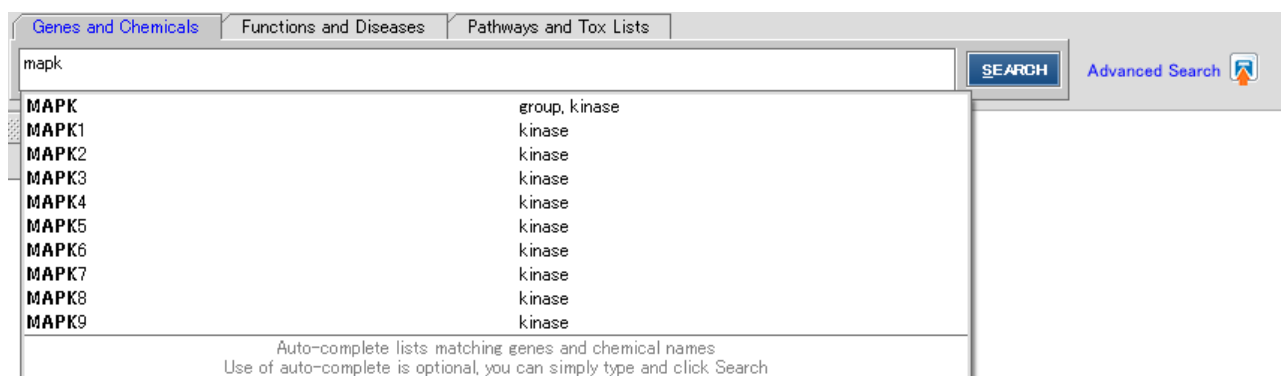 Genes and Chemicals Functions and Diseases Pathways and Tox Lists
mapk SEARCH Advanced Search
MAPK group, kinase
MAPK1 kinase
MAPK2 kinase
MAPK3 kinase
MAPK4 kinase
MAPK5 kinase
MAPK6 kinase
MAPK7 kinase
MAPK8 kinase
MAPK9 kinase
Auto-complete lists matching genes and chemical names
Use of auto-complete is optional, you can simply type and click Search